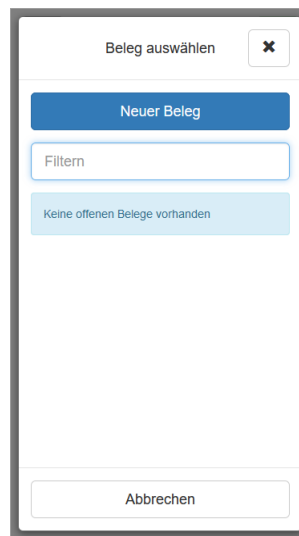 Beleg auswählen
Neuer Beleg
Filtern
Keine offenen Belege vorhanden
Abbrechen